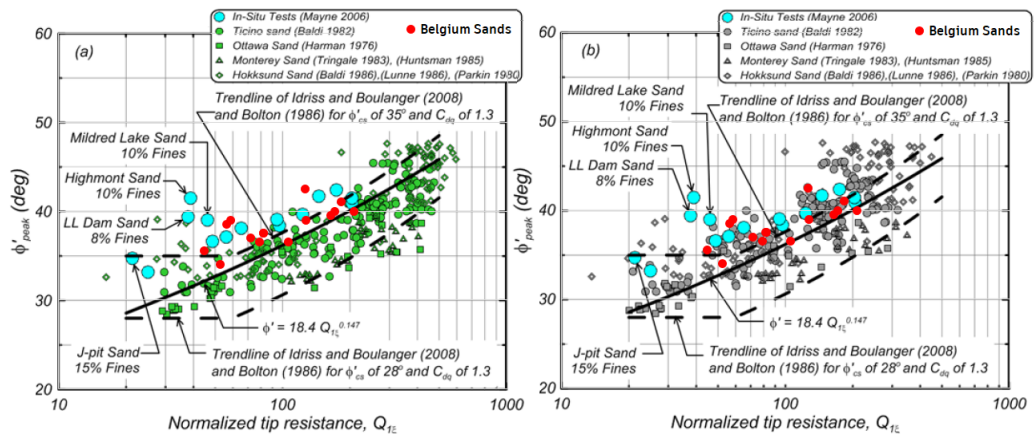 In-Situ Tests (Mayne 2006)
Ticino sand (Baldi 1982)
Ottawa Sand (Harman 1976)
Monterey Sand (Tringale 1983), (Huntsman 1985)
Hokksund Sand (Baldi 1986),(Lunne 1986), (Parkin 1980)
Belgium Sands
(a)
60
50
40
30
20
ϕ'peak (deg)
Trendline of Idriss and Boulanger (2008)
and Bolton (1986) for ϕ'cs of 35° and Cdq of 1.3
Mildred Lake Sand
10% Fines
Highmont Sand
10% Fines
LL Dam Sand
8% Fines
ϕ' = 18.4 Q1ξ^0.147
J-pit Sand
15% Fines
Trendline of Idriss and Boulanger (2008)
and Bolton (1986) for ϕ'cs of 28° and Cdq of 1.3
10
100
1000
Normalized tip resistance, Q1ξ
In-Situ Tests (Mayne 2006)
Ticino sand (Baldi 1982)
Ottawa Sand (Harman 1976)
Monterey Sand (Tringale 1983), (Huntsman 1985)
Hokksund Sand (Baldi 1986),(Lunne 1986), (Parkin 1980)
Belgium Sands
(b)
60
50
40
30
20
ϕ'peak (deg)
Mildred Lake Sand
10% Fines
Trendline of Idriss and Boulanger (2008)
and Bolton (1986) for ϕ'cs of 35° and Cdq of 1.3
Highmont Sand
10% Fines
LL Dam Sand
8% Fines
ϕ' = 18.4 Q1ξ^0.147
J-pit Sand
15% Fines
Trendline of Idriss and Boulanger (2008)
and Bolton (1986) for ϕ'cs of 28° and Cdq of 1.3
10
100
1000
Normalized tip resistance, Q1ξ